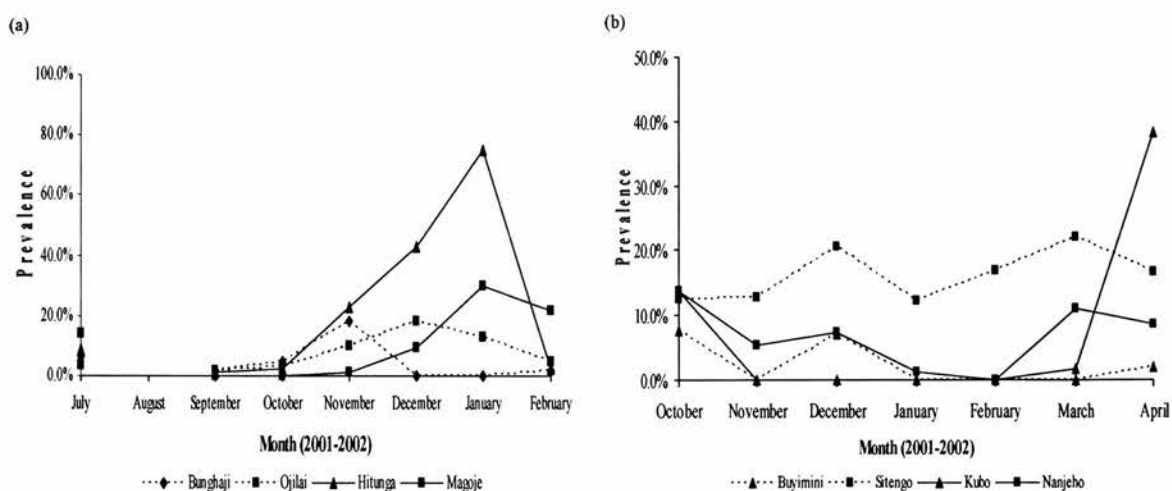 (a)
100.0%
80.0%
60.0%
40.0%
20.0%
0.0%
Prevalence
July August September October November December January February
Month (2001-2002)
Bunghaji Ojilai Hitunga Magoje
(b)
50.0%
40.0%
30.0%
20.0%
10.0%
0.0%
Prevalence
October November December January February March April
Month (2001-2002)
Buyimini Sitengo Kubo Nanjeho